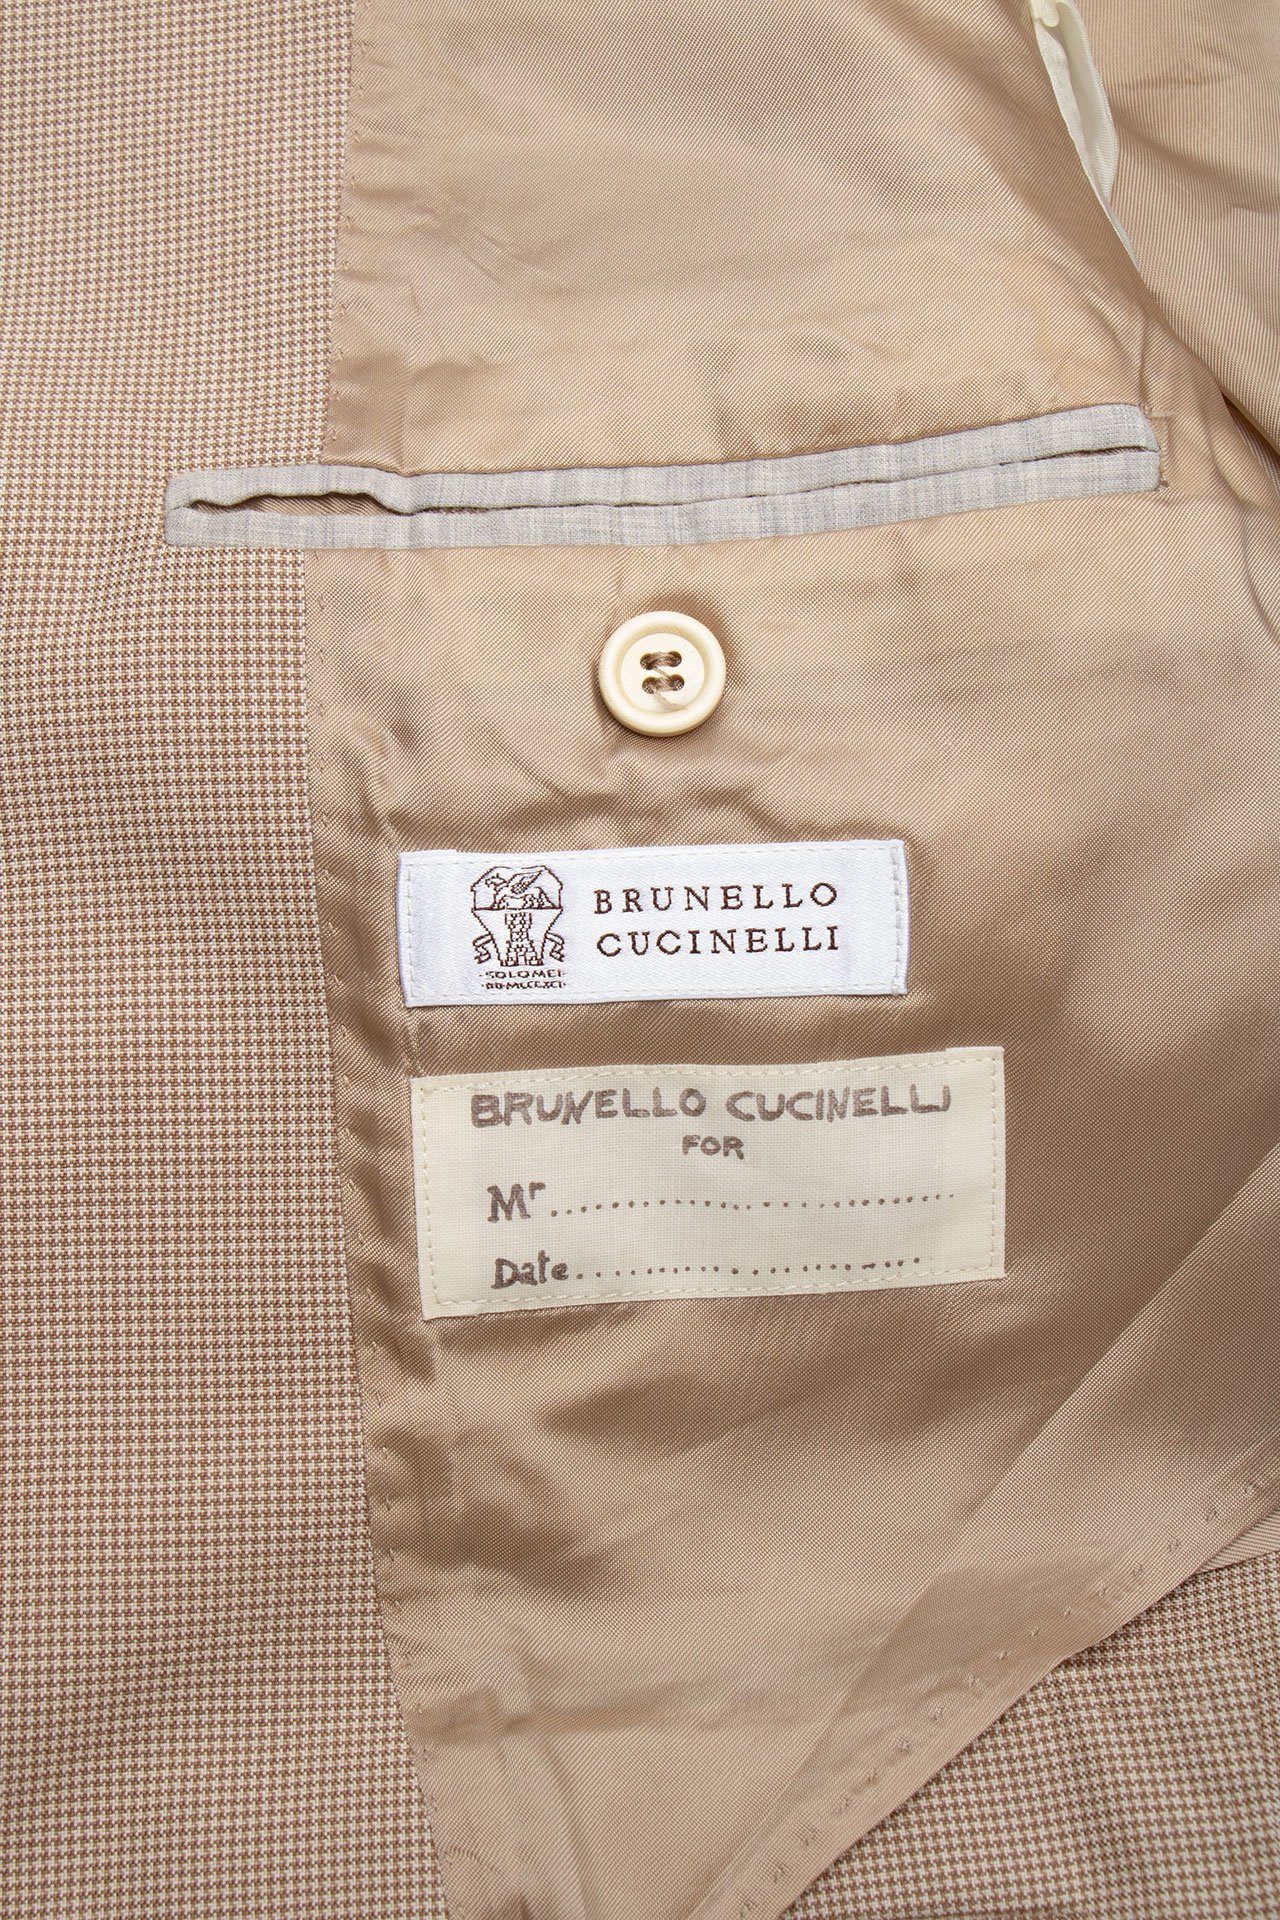 BRUNELLO
CUCINELLI
·SOLOMEI·
BRUNELLO CUCINELLI
FOR
Mr........................
Date........................